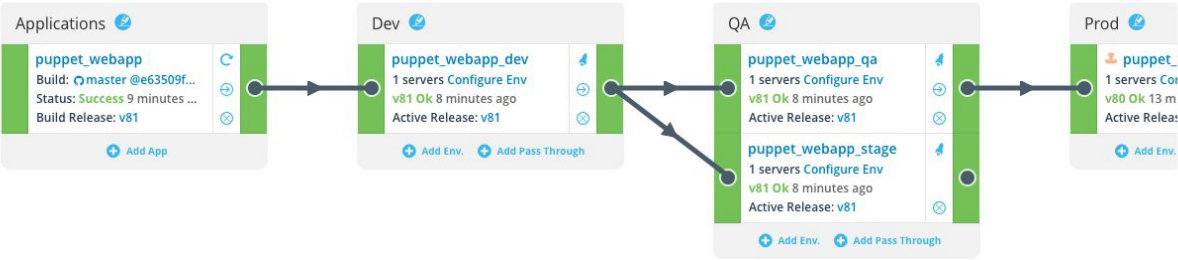 Applications
puppet_webapp
Build: master @e63509f...
Status: Success 9 minutes ...
Build Release: v81
Add App
Dev
puppet_webapp_dev
1 servers Configure Env
v81 Ok 8 minutes ago
Active Release: v81
Add Env. Add Pass Through
QA
puppet_webapp_qa
1 servers Configure Env
v81 Ok 8 minutes ago
Active Release: v81
puppet_webapp_stage
1 servers Configure Env
v81 Ok 8 minutes ago
Active Release: v81
Add Env. Add Pass Through
Prod
puppet_
1 servers Cor
v80 Ok 13 m
Active Releas
Add Env.